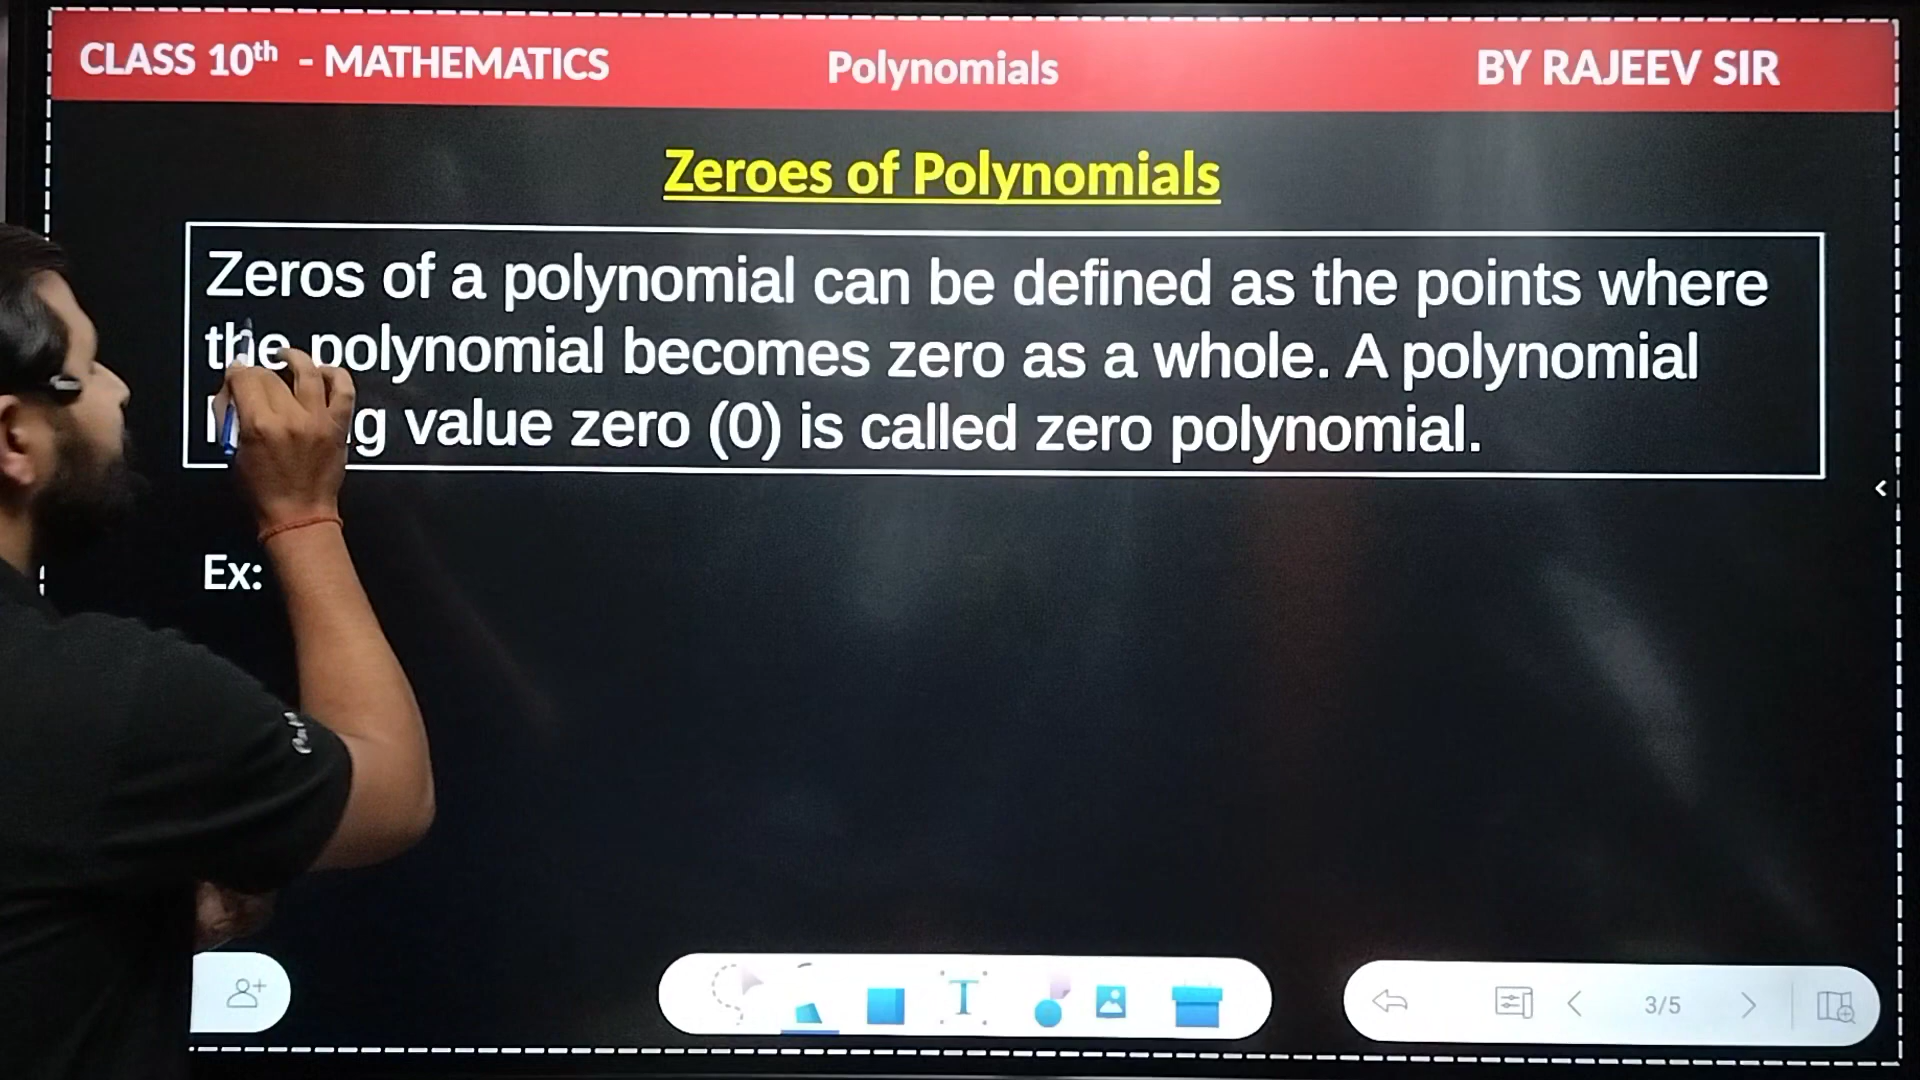 CLASS 10th - MATHEMATICS Polynomials BY RAJEEV SIR
Zeroes of Polynomials
Zeros of a polynomial can be defined as the points where
the polynomial becomes zero as a whole. A polynomial
value zero (0) is called zero polynomial.
Ex:
3/5